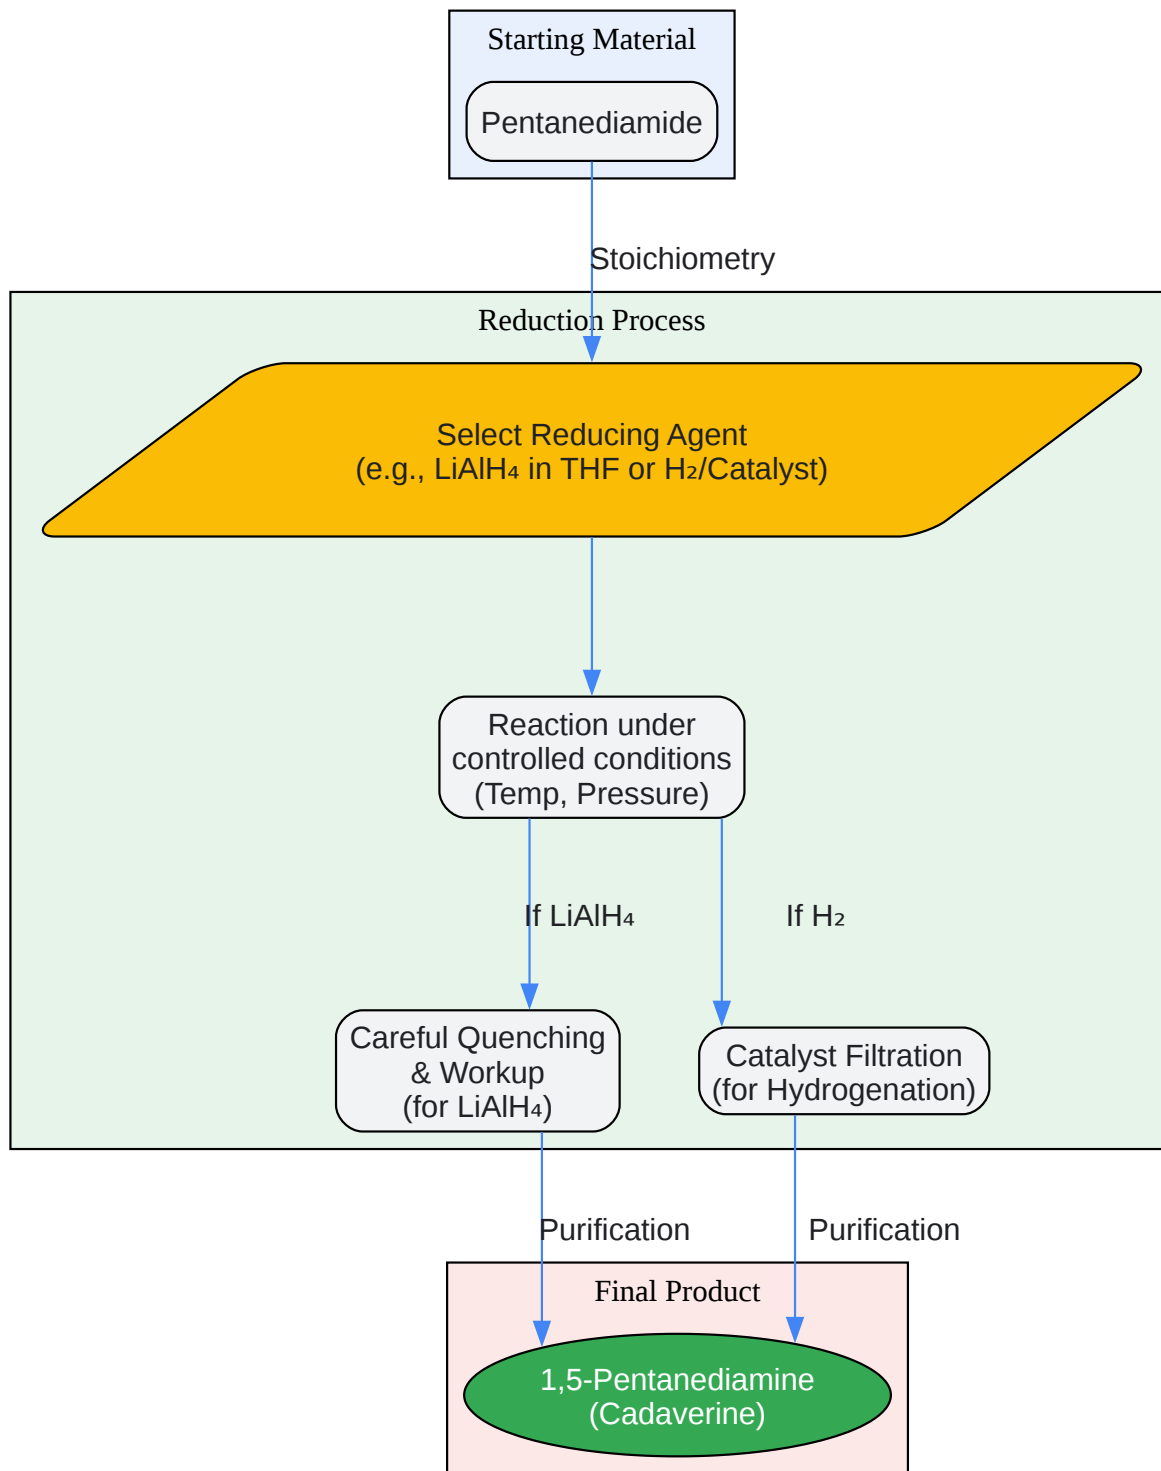 Starting Material
Pentanediamide
Stoichiometry
Reduction Process
Select Reducing Agent
(e.g., LiAlH₄ in THF or H₂/Catalyst)
Reaction under
controlled conditions
(Temp, Pressure)
If LiAlH₄
If H₂
Careful Quenching
& Workup
(for LiAlH₄)
Catalyst Filtration
(for Hydrogenation)
Purification
Purification
Final Product
1,5-Pentanediamine
(Cadaverine)